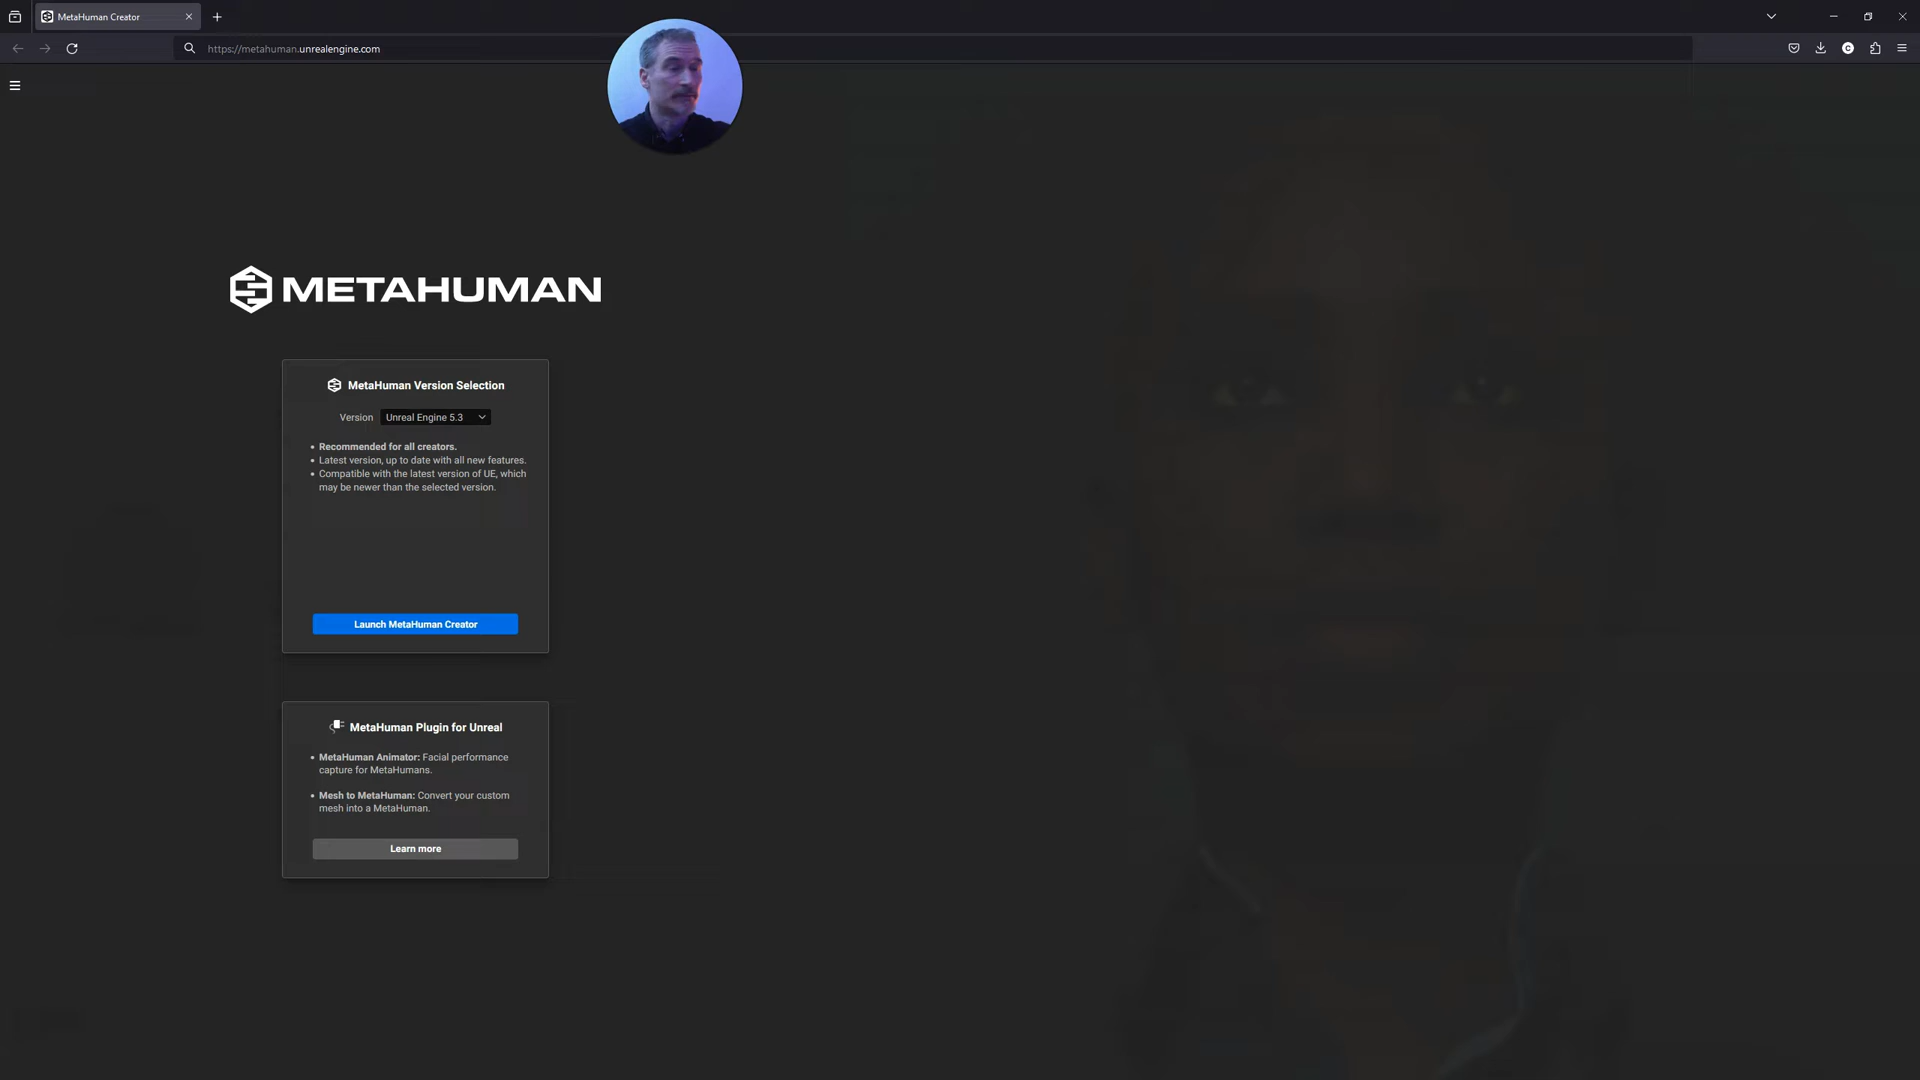 MetaHuman Creator
https://metahuman.unrealengine.com
METAHUMAN
MetaHuman Version Selection
Version Unreal Engine 5.3
Recommended for all creators.
Latest version, up to date with all new features.
Compatible with the latest version of UE, which
may be newer than the selected version.
Launch MetaHuman Creator
MetaHuman Plugin for Unreal
MetaHuman Animator: Facial performance
capture for MetaHumans.
Mesh to MetaHuman: Convert your custom
mesh into a MetaHuman.
Learn more